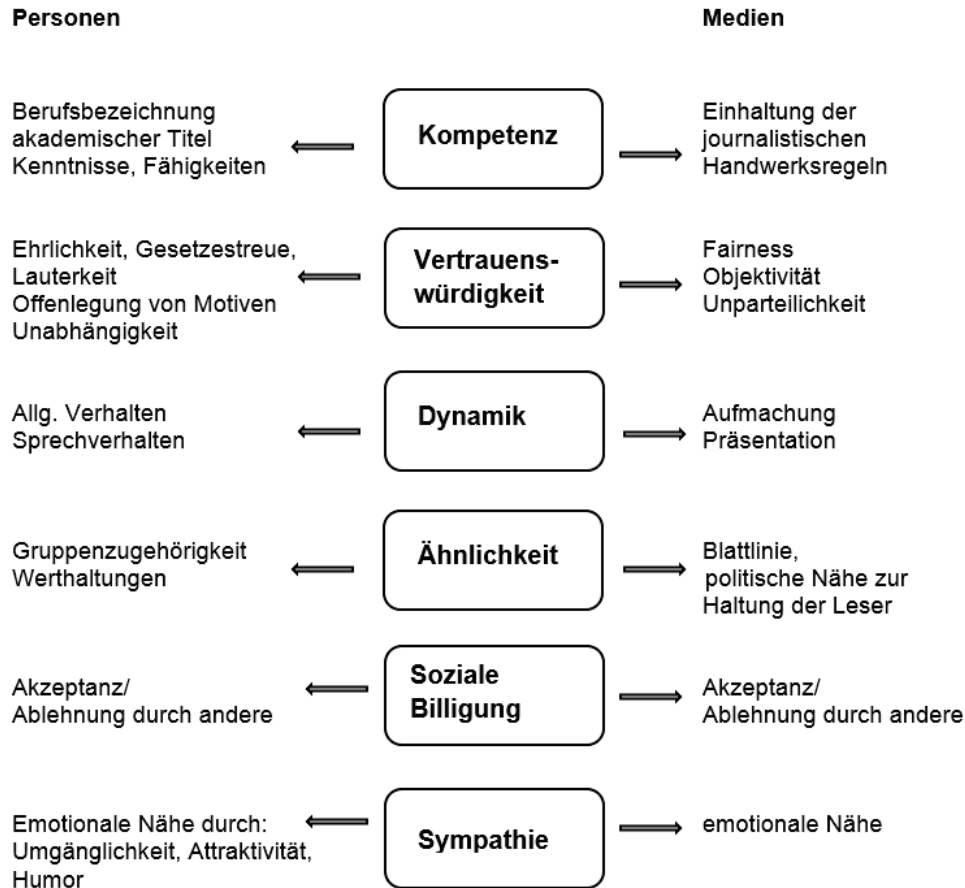 Personen
Medien
Berufsbezeichnung
akademischer Titel
Kenntnisse, Fähigkeiten
Kompetenz
Einhaltung der
journalistischen
Handwerksregeln
Ehrlichkeit, Gesetzestreue,
Lauterkeit
Offenlegung von Motiven
Unabhängigkeit
Vertrauens-
würdigkeit
Fairness
Objektivität
Unparteilichkeit
Allg. Verhalten
Sprechverhalten
Dynamik
Aufmachung
Präsentation
Gruppenzugehörigkeit
Werthaltungen
Ähnlichkeit
Blattlinie,
politische Nähe zur
Haltung der Leser
Akzeptanz/
Ablehnung durch andere
Soziale
Billigung
Akzeptanz/
Ablehnung durch andere
Emotionale Nähe durch:
Umgänglichkeit, Attraktivität,
Humor
Sympathie
emotionale Nähe